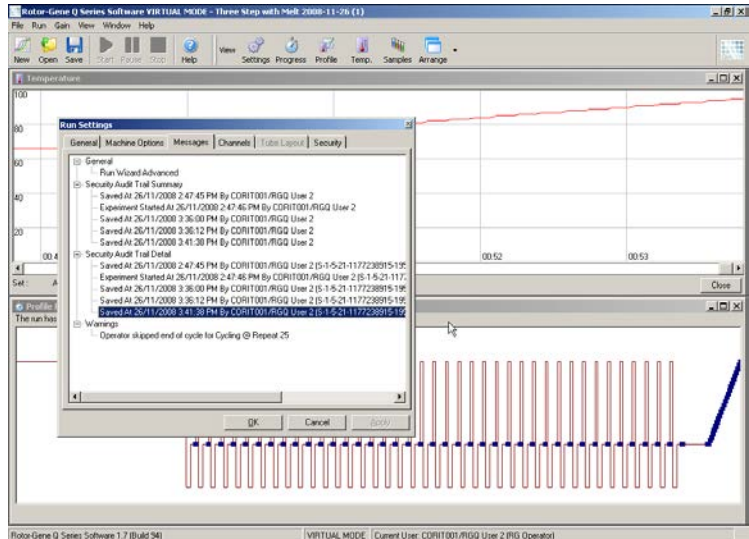 Rotor-Gene Q Series Software VIRTUAL MODE - Three Step with Melt 2008-11-26 (1)
File Run Gain View Window Help
New Open Save Start Pause Stop Help View Settings Progress Profile Temp. Samples Arrange
Temperature
100
80
60
40
20
00:52 00:53
Set :
Close
Run Settings
General Machine Options Messages Channels Tube Layout Security
General
Run Wizard Advanced
Security Audit Trail Summary
Saved At 26/11/2008 2:47:45 PM By CORIT001/RGQ User 2
Experiment Started At 26/11/2008 2:47:46 PM By CORIT001/RGQ User 2
Saved At 26/11/2008 3:36:00 PM By CORIT001/RGQ User 2
Saved At 26/11/2008 3:36:12 PM By CORIT001/RGQ User 2
Saved At 26/11/2008 3:41:38 PM By CORIT001/RGQ User 2
Security Audit Trail Detail
Saved At 26/11/2008 2:47:45 PM By CORIT001/RGQ User 2 (S-1-5-21-1177238915-195
Experiment Started At 26/11/2008 2:47:46 PM By CORIT001/RGQ User 2 (S-1-5-21-117
Saved At 26/11/2008 3:36:00 PM By CORIT001/RGQ User 2 (S-1-5-21-1177238915-195
Saved At 26/11/2008 3:36:12 PM By CORIT001/RGQ User 2 (S-1-5-21-1177238915-195
Saved At 26/11/2008 3:41:38 PM By CORIT001/RGQ User 2 (S-1-5-21-1177238915-195
Warnings
Operator skipped end of cycle for Cycling @ Repeat 25
OK Cancel Apply
Profile
The run has
Rotor-Gene Q Series Software 1.7 (Build 94) VIRTUAL MODE Current User: CORIT001/RGQ User 2 (RG Operator)